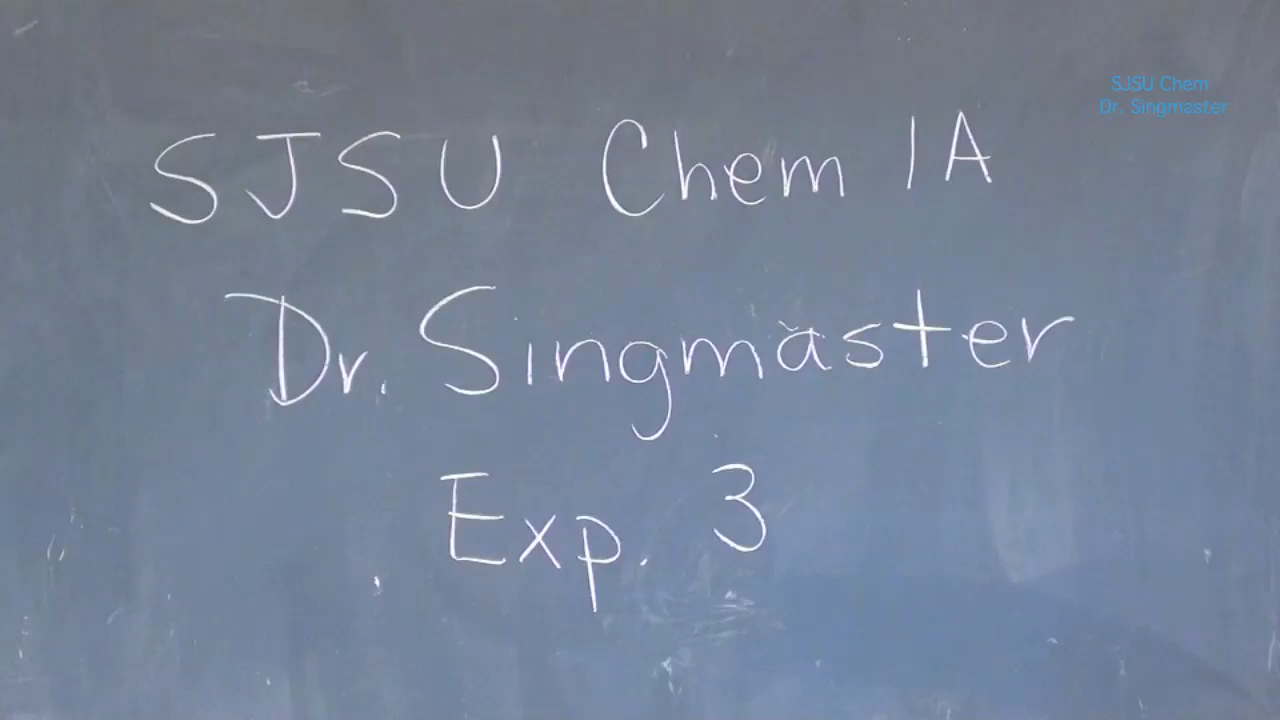 SJSU Chem
Dr. Singmaster
SJSU Chem 1A
Dr. Singmaster
Exp. 3